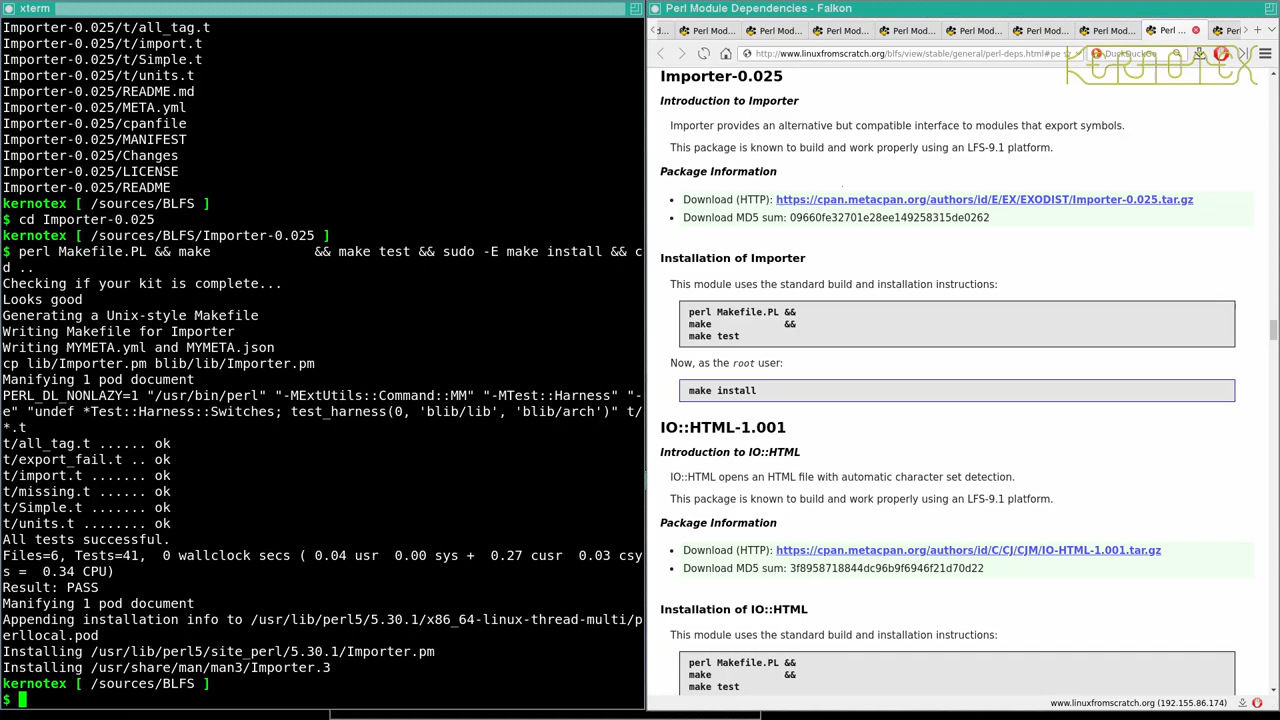 xterm
Importer-0.025/t/all_tag.t
Importer-0.025/t/import.t
Importer-0.025/t/Simple.t
Importer-0.025/t/units.t
Importer-0.025/README.md
Importer-0.025/META.yml
Importer-0.025/cpanfile
Importer-0.025/MANIFEST
Importer-0.025/Changes
Importer-0.025/LICENSE
Importer-0.025/README
kernotex [ /sources/BLFS ]
$ cd Importer-0.025
kernotex [ /sources/BLFS/Importer-0.025 ]
$ perl Makefile.PL && make             && make test && sudo -E make install && c
d ..
Checking if your kit is complete...
Looks good
Generating a Unix-style Makefile
Writing Makefile for Importer
Writing MYMETA.yml and MYMETA.json
cp lib/Importer.pm blib/lib/Importer.pm
Manifying 1 pod document
PERL_DL_NONLAZY=1 "/usr/bin/perl" "-MExtUtils::Command::MM" "-MTest::Harness" "-
e" "undef *Test::Harness::Switches; test_harness(0, 'blib/lib', 'blib/arch')" t/
*.t
t/all_tag.t ...... ok
t/export_fail.t .. ok
t/import.t ....... ok
t/missing.t ...... ok
t/Simple.t ....... ok
t/units.t ........ ok
All tests successful.
Files=6, Tests=41,  0 wallclock secs ( 0.04 usr  0.00 sys +  0.27 cusr  0.03 csy
s =  0.34 CPU)
Result: PASS
Manifying 1 pod document
Appending installation info to /usr/lib/perl5/5.30.1/x86_64-linux-thread-multi/p
erllocal.pod
Installing /usr/lib/perl5/site_perl/5.30.1/Importer.pm
Installing /usr/share/man/man3/Importer.3
kernotex [ /sources/BLFS ]
$
Perl Module Dependencies - Falkon
Perl Mod... Perl Mod... Perl Mod... Perl Mod... Perl Mod... Perl Mod... Perl Mod... Perl ...
http://www.linuxfromscratch.org/blfs/view/stable/general/perl-deps.html#pe DuckDuckGo
KERNOTEX
Importer-0.025
Introduction to Importer
Importer provides an alternative but compatible interface to modules that export symbols.
This package is known to build and work properly using an LFS-9.1 platform.
Package Information
• Download (HTTP): https://cpan.metacpan.org/authors/id/E/EX/EXODIST/Importer-0.025.tar.gz
• Download MD5 sum: 09660fe32701e28ee149258315de0262
Installation of Importer
This module uses the standard build and installation instructions:
perl Makefile.PL &&
make             &&
make test
Now, as the root user:
make install
IO::HTML-1.001
Introduction to IO::HTML
IO::HTML opens an HTML file with automatic character set detection.
This package is known to build and work properly using an LFS-9.1 platform.
Package Information
• Download (HTTP): https://cpan.metacpan.org/authors/id/C/CJ/CJM/IO-HTML-1.001.tar.gz
• Download MD5 sum: 3f8958718844dc96b9f6946f21d70d22
Installation of IO::HTML
This module uses the standard build and installation instructions:
perl Makefile.PL &&
make             &&
make test
www.linuxfromscratch.org (192.155.86.174)